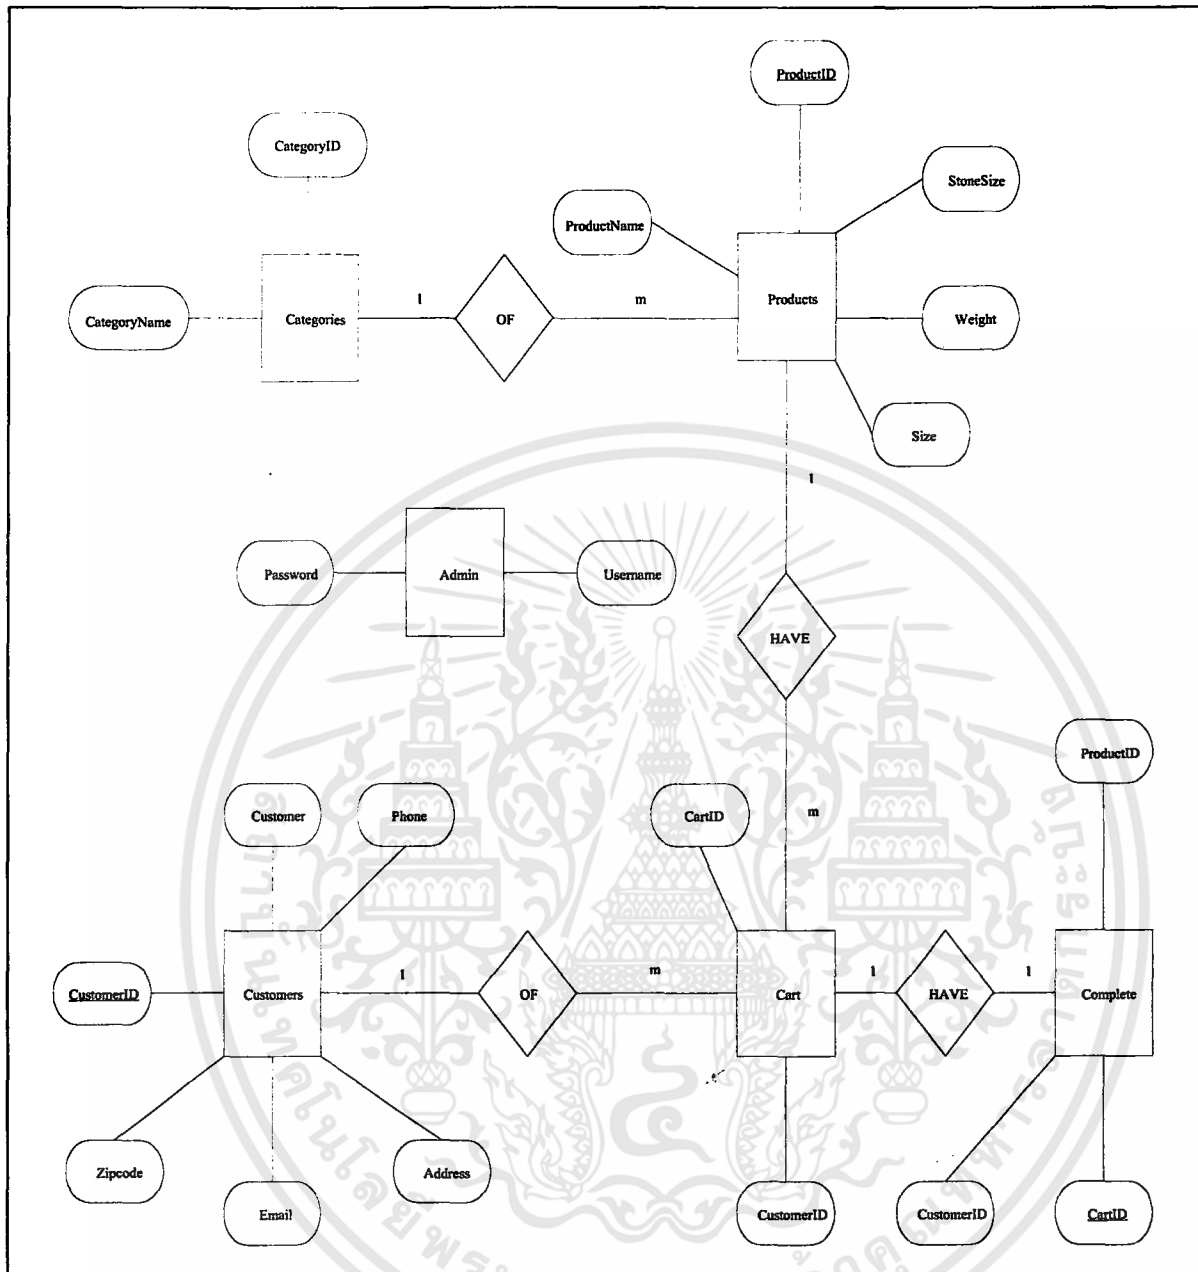 ProductID
CategoryID
StoneSize
ProductName
CategoryName
Categories
1
OF
m
Products
Weight
Size
1
Password
Admin
Username
HAVE
ProductID
Customer
Phone
CartID
m
CustomerID
Customers
1
OF
m
Cart
1
HAVE
1
Complete
Zipcode
Address
Email
CustomerID
CustomerID
CartID